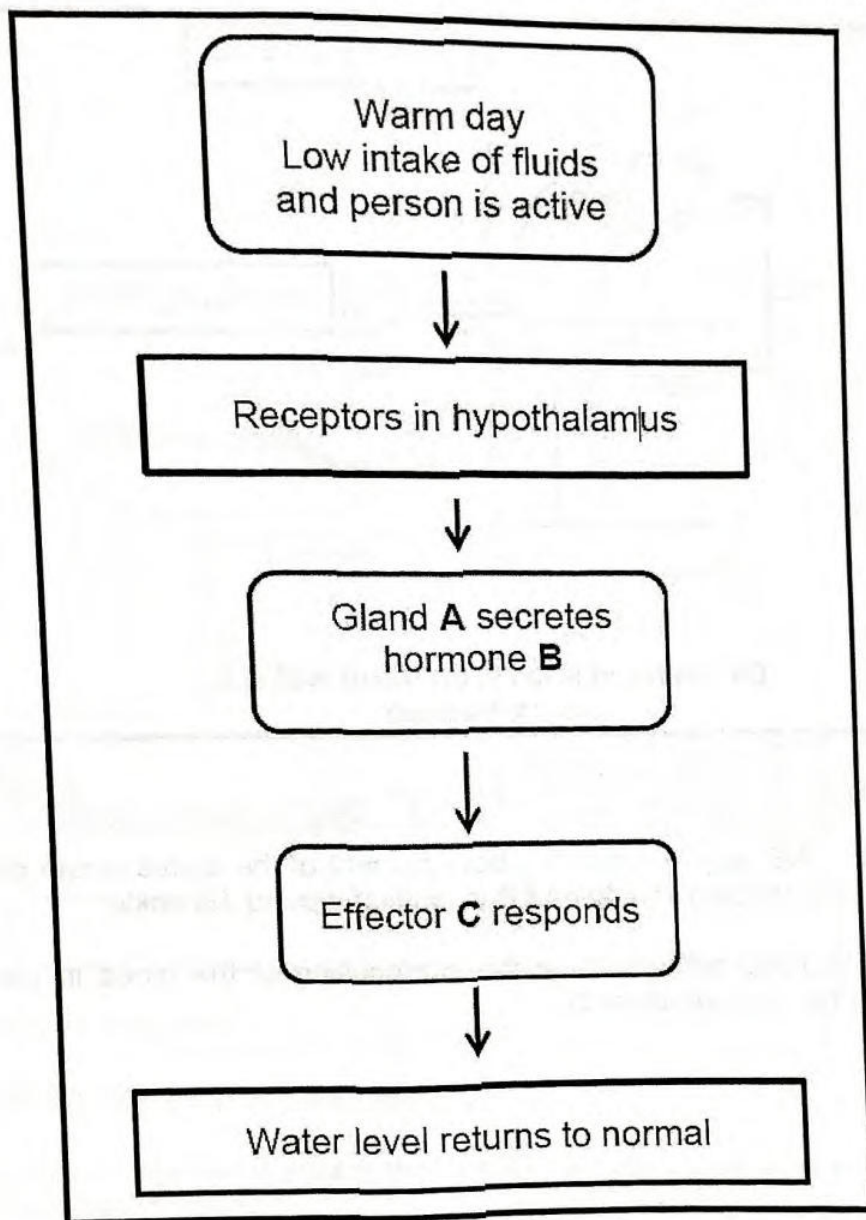 Warm day
Low intake of fluids
and person is active
Receptors in hypothalamus
Gland A secretes
hormone B
Effector C responds
Water level returns to normal